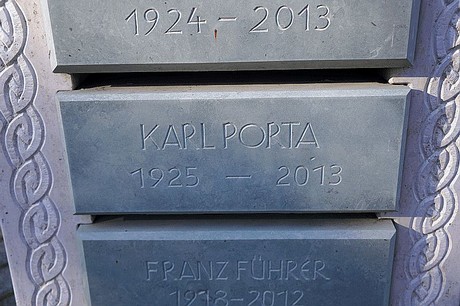 1924 - 2013
KARL PORTA
1925 — 2013
FRANZ FÜHRER
1918-2012